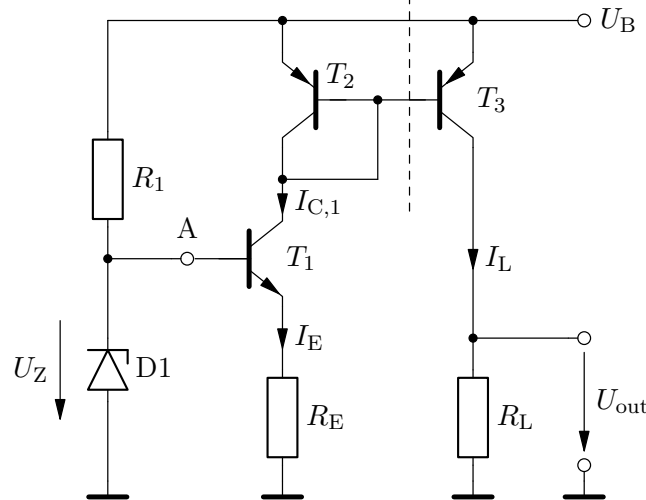 U_B
T_2
T_3
R_1
A
I_C,1
T_1
I_L
I_E
U_Z
D1
R_E
R_L
U_out